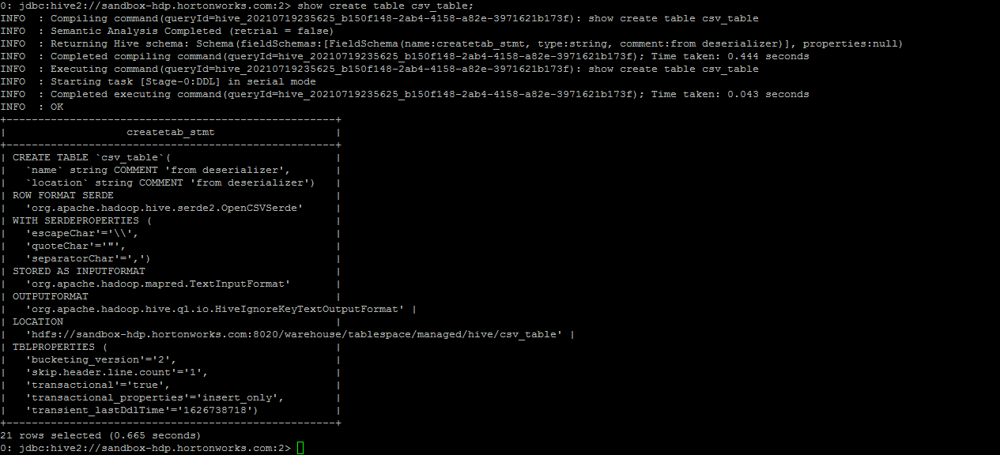 0: jdbc:hive2://sandbox-hdp.hortonworks.com:2> show create table csv_table;
INFO  : Compiling command(queryId=hive_20210719235625_b150f148-2ab4-4158-a82e-3971621b173f): show create table csv_table
INFO  : Semantic Analysis Completed (retrial = false)
INFO  : Returning Hive schema: Schema(fieldSchemas:[FieldSchema(name:createtab_stmt, type:string, comment:from deserializer)], properties:null)
INFO  : Completed compiling command(queryId=hive_20210719235625_b150f148-2ab4-4158-a82e-3971621b173f); Time taken: 0.444 seconds
INFO  : Executing command(queryId=hive_20210719235625_b150f148-2ab4-4158-a82e-3971621b173f): show create table csv_table
INFO  : Starting task [Stage-0:DDL] in serial mode
INFO  : Completed executing command(queryId=hive_20210719235625_b150f148-2ab4-4158-a82e-3971621b173f); Time taken: 0.043 seconds
INFO  : OK
+----------------------------------------------------+
|                   createtab_stmt                   |
+----------------------------------------------------+
| CREATE TABLE `csv_table`(                          |
|   `name` string COMMENT 'from deserializer',       |
|   `location` string COMMENT 'from deserializer')   |
| ROW FORMAT SERDE                                   |
|   'org.apache.hadoop.hive.serde2.OpenCSVSerde'     |
| WITH SERDEPROPERTIES (                             |
|   'escapeChar'='\\',                               |
|   'quoteChar'='"',                                 |
|   'separatorChar'=',')                             |
| STORED AS INPUTFORMAT                              |
|   'org.apache.hadoop.mapred.TextInputFormat'       |
| OUTPUTFORMAT                                       |
|   'org.apache.hadoop.hive.ql.io.HiveIgnoreKeyTextOutputFormat' |
| LOCATION                                           |
|   'hdfs://sandbox-hdp.hortonworks.com:8020/warehouse/tablespace/managed/hive/csv_table' |
| TBLPROPERTIES (                                    |
|   'bucketing_version'='2',                         |
|   'skip.header.line.count'='1',                    |
|   'transactional'='true',                          |
|   'transactional_properties'='insert_only',        |
|   'transient_lastDdlTime'='1626738718')            |
+----------------------------------------------------+
21 rows selected (0.665 seconds)
0: jdbc:hive2://sandbox-hdp.hortonworks.com:2>